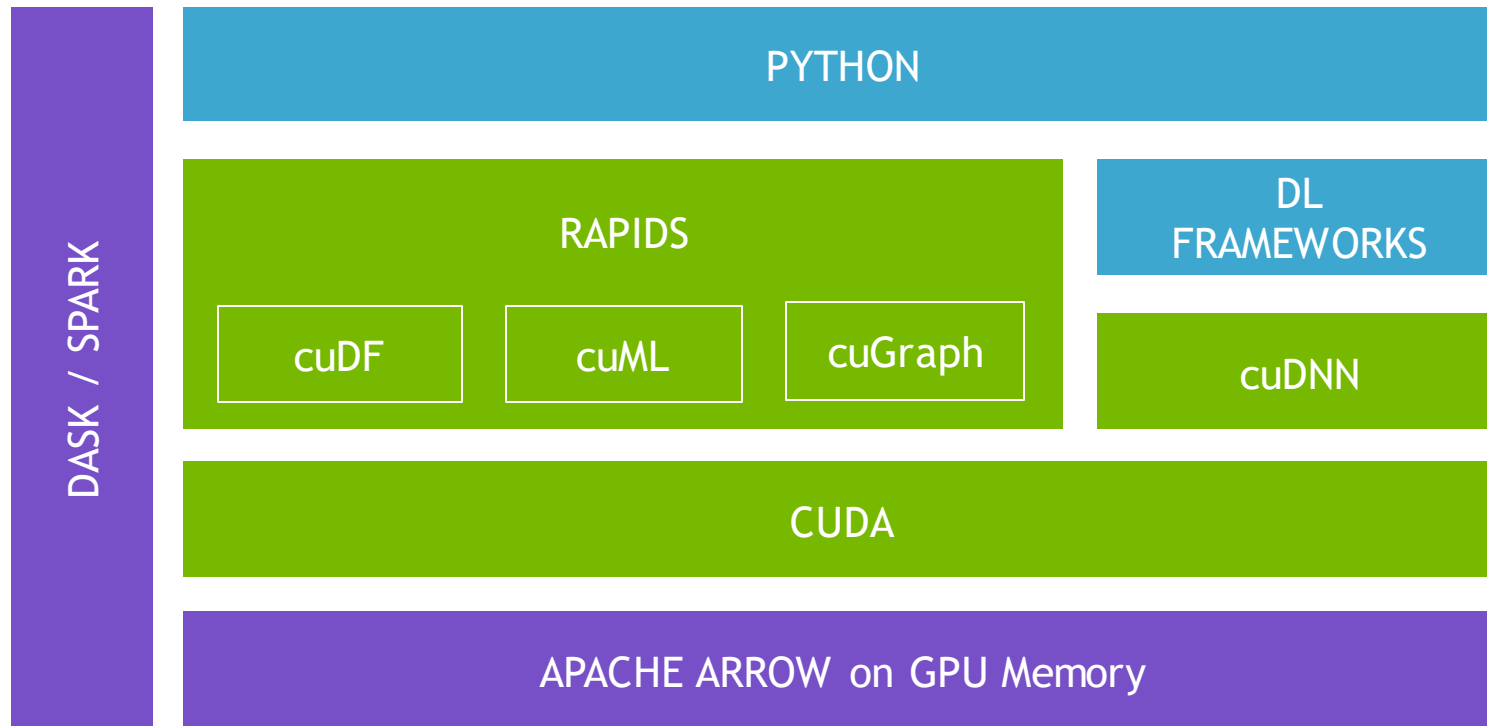 DASK / SPARK
PYTHON
RAPIDS
cuDF
cuML
cuGraph
DL
FRAMEWORKS
cuDNN
CUDA
APACHE ARROW on GPU Memory